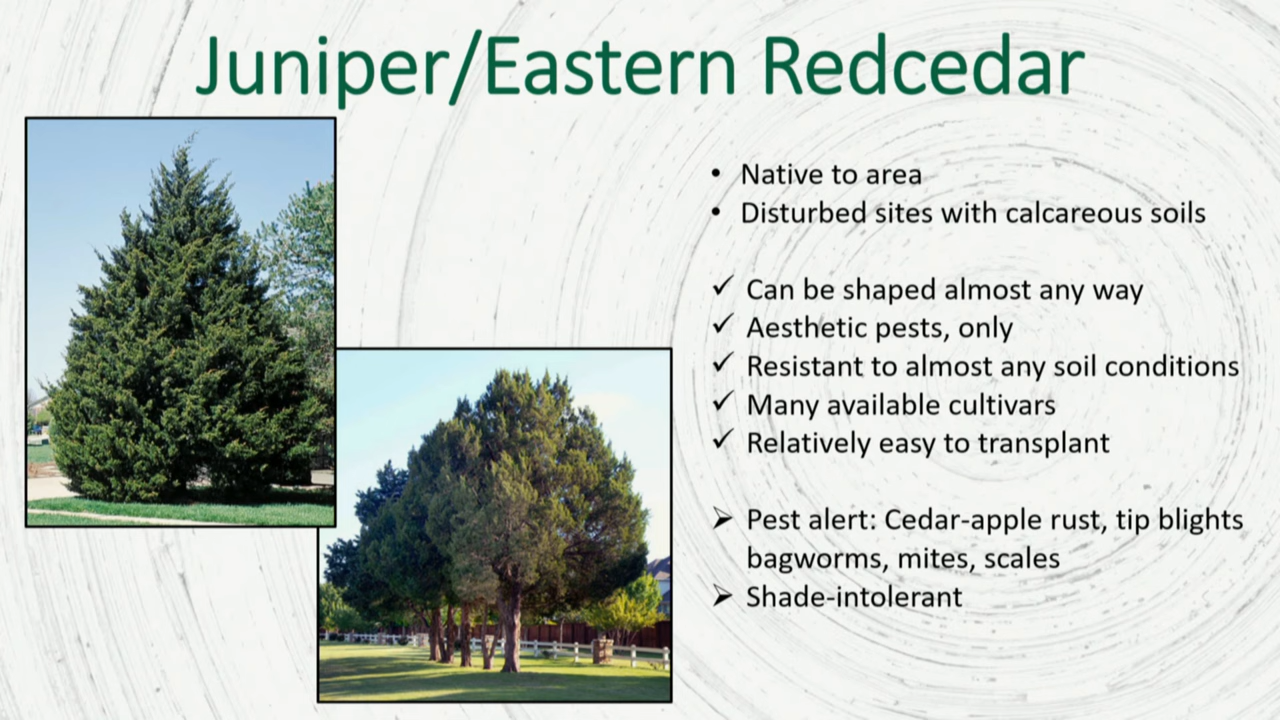 Juniper/Eastern Redcedar
• Native to area
• Disturbed sites with calcareous soils
✓ Can be shaped almost any way
✓ Aesthetic pests, only
✓ Resistant to almost any soil conditions
✓ Many available cultivars
✓ Relatively easy to transplant
➢ Pest alert: Cedar-apple rust, tip blights
bagworms, mites, scales
➢ Shade-intolerant